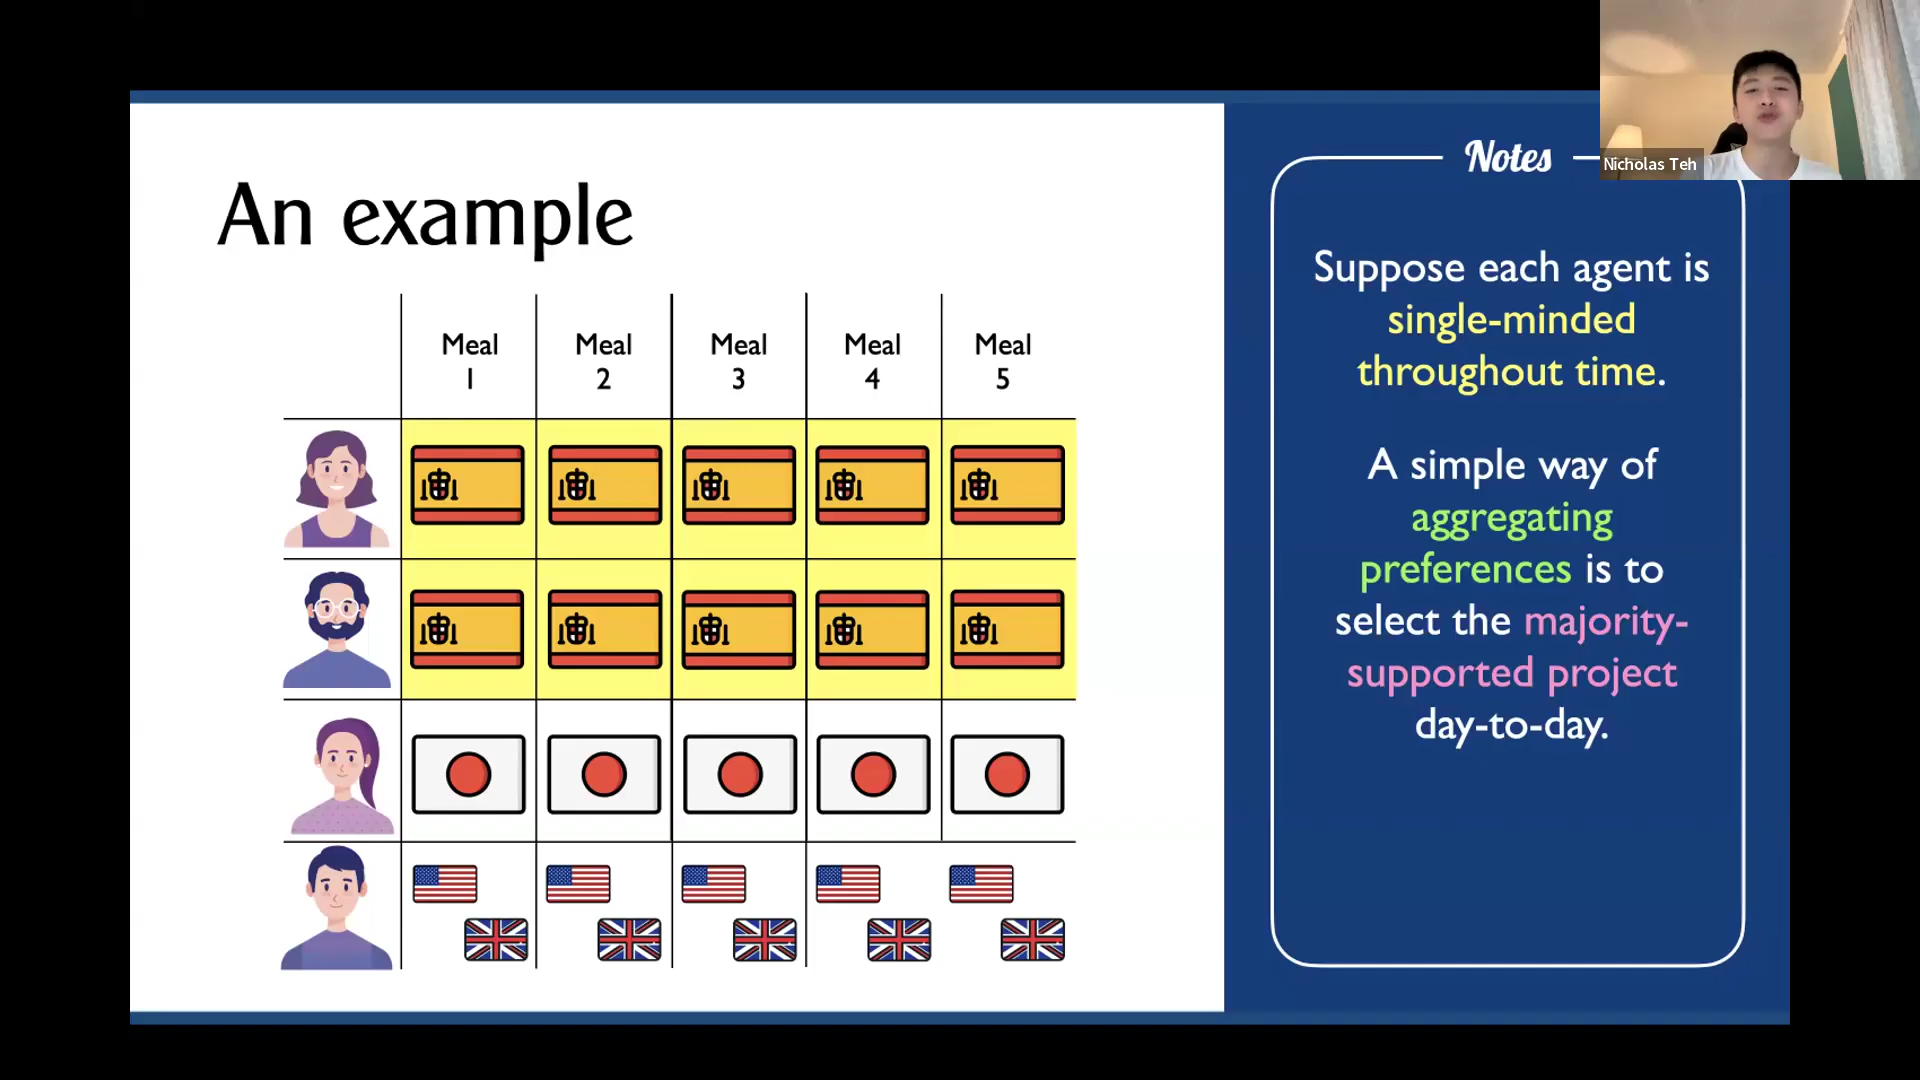 An example
Meal 1
Meal 2
Meal 3
Meal 4
Meal 5
Notes
Suppose each agent is
single-minded
throughout time.
A simple way of
aggregating
preferences is to
select the majority-
supported project
day-to-day.
Nicholas Teh